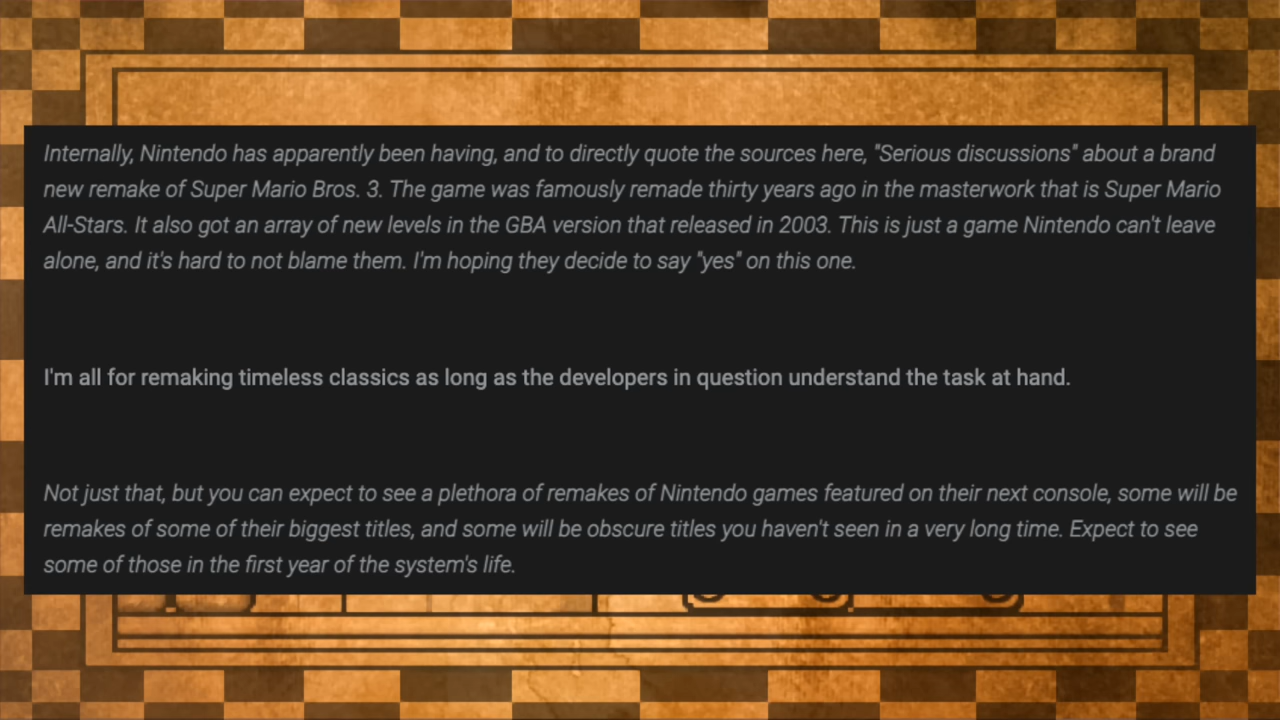 Internally, Nintendo has apparently been having, and to directly quote the sources here, "Serious discussions" about a brand
new remake of Super Mario Bros. 3. The game was famously remade thirty years ago in the masterwork that is Super Mario
All-Stars. It also got an array of new levels in the GBA version that released in 2003. This is just a game Nintendo can't leave
alone, and it's hard to not blame them. I'm hoping they decide to say "yes" on this one.
I'm all for remaking timeless classics as long as the developers in question understand the task at hand.
Not just that, but you can expect to see a plethora of remakes of Nintendo games featured on their next console, some will be
remakes of some of their biggest titles, and some will be obscure titles you haven't seen in a very long time. Expect to see
some of those in the first year of the system's life.